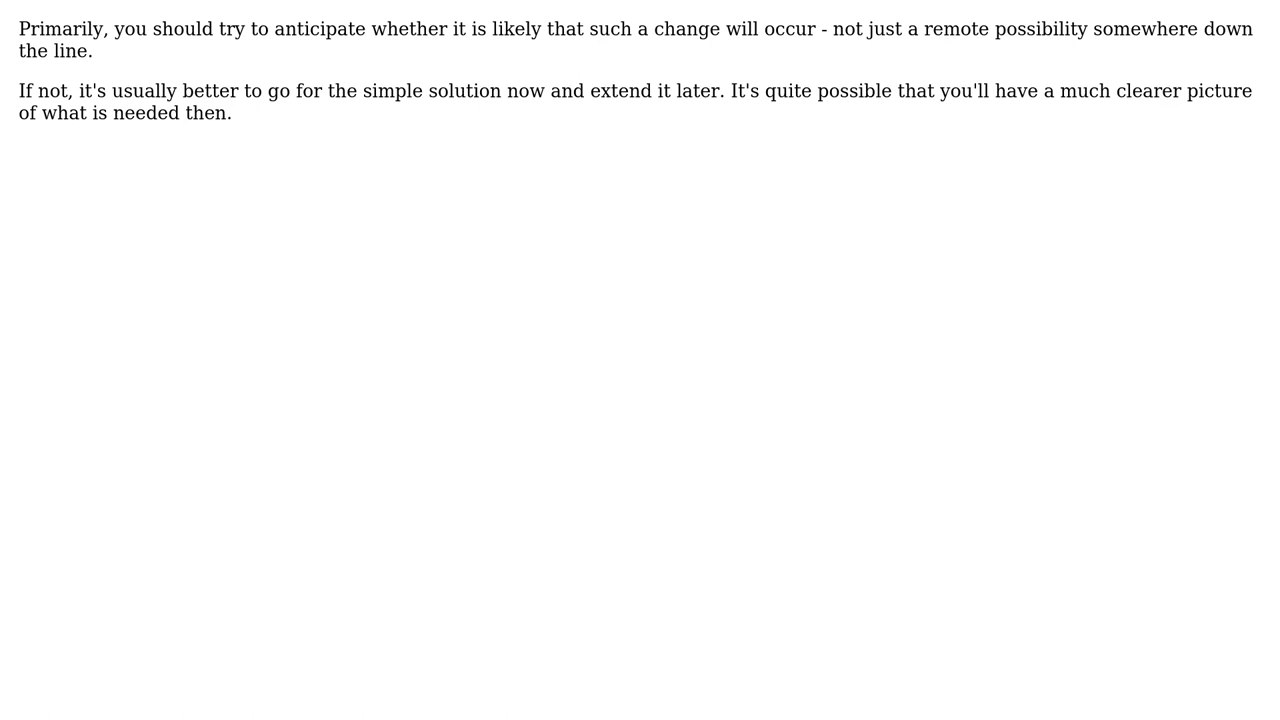 Primarily, you should try to anticipate whether it is likely that such a change will occur - not just a remote possibility somewhere down
the line.
If not, it's usually better to go for the simple solution now and extend it later. It's quite possible that you'll have a much clearer picture
of what is needed then.